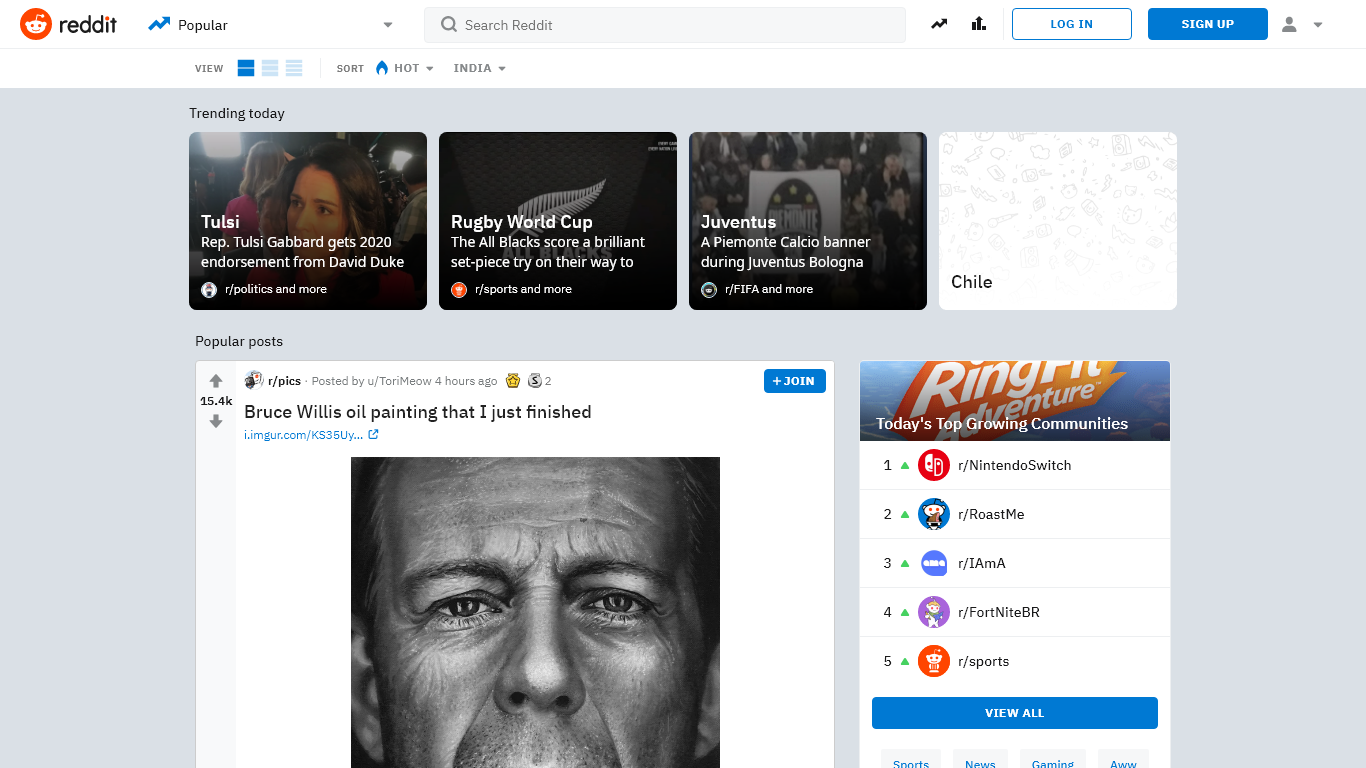 reddit
Popular
Search Reddit
LOG IN
SIGN UP
VIEW
SORT
HOT
INDIA
Trending today
Tulsi
Rep. Tulsi Gabbard gets 2020
endorsement from David Duke
r/politics and more
Rugby World Cup
The All Blacks score a brilliant
set-piece try on their way to
r/sports and more
ALL BLACKS
Juventus
A Piemonte Calcio banner
during Juventus Bologna
r/FIFA and more
Chile
Popular posts
15.4k
r/pics · Posted by u/ToriMeow 4 hours ago 2
+ JOIN
Bruce Willis oil painting that I just finished
i.imgur.com/KS35Uy...
RingFit
Adventure
Today's Top Growing Communities
1 r/NintendoSwitch
2 r/RoastMe
3 ama r/IAmA
4 r/FortNiteBR
5 r/sports
VIEW ALL
Sports
News
Gaming
Aww